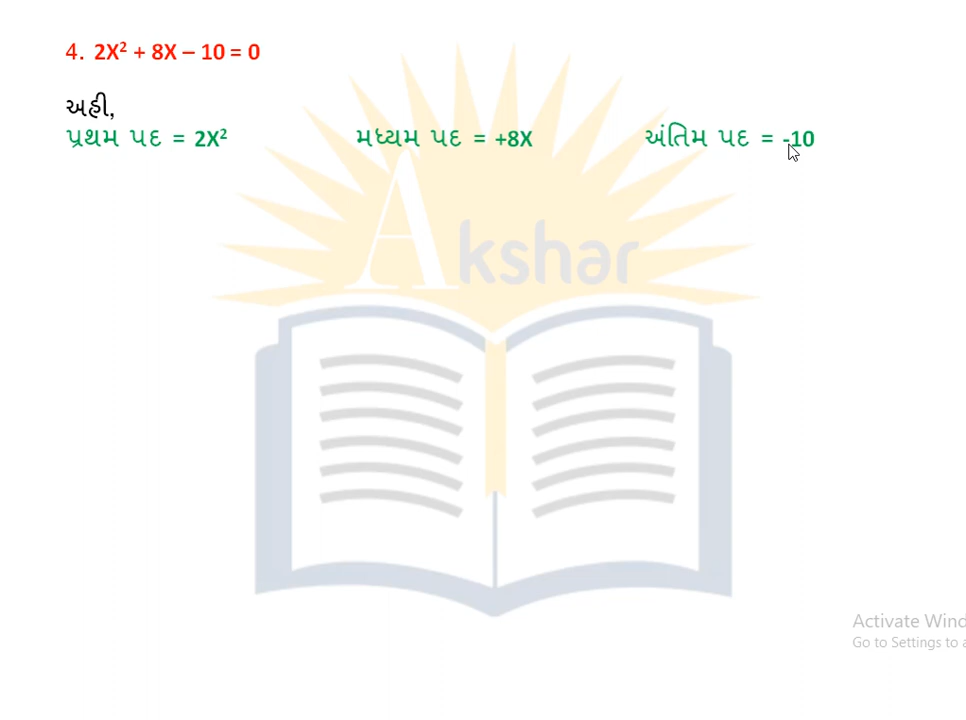 4. 2X² + 8X – 10 = 0
અહી,
પ્રથમ પદ = 2X² મધ્યમ પદ = +8X અંતિમ પદ = -10
Akshar
Activate Wind
Go to Settings to a